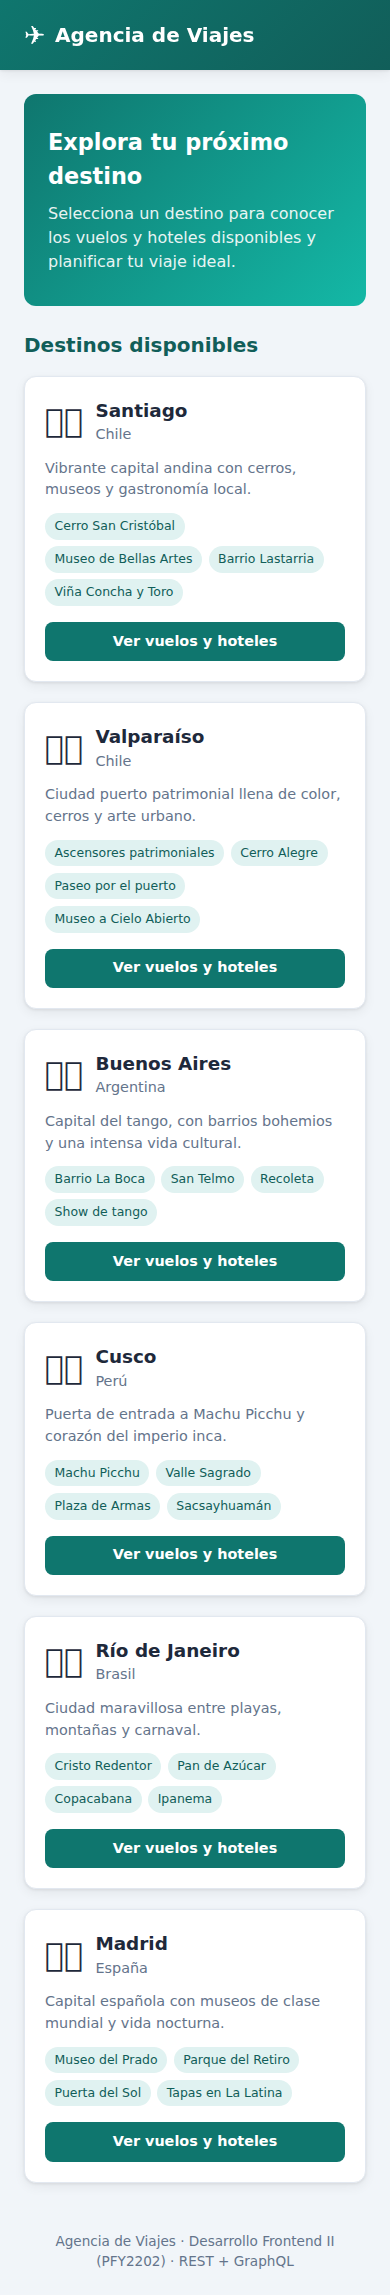 ✈ Agencia de Viajes
Explora tu próximo
destino
Selecciona un destino para conocer
los vuelos y hoteles disponibles y
planificar tu viaje ideal.
Destinos disponibles
Santiago
Chile
Vibrante capital andina con cerros,
museos y gastronomía local.
Cerro San Cristóbal
Museo de Bellas Artes Barrio Lastarria
Viña Concha y Toro
Ver vuelos y hoteles
Valparaíso
Chile
Ciudad puerto patrimonial llena de color,
cerros y arte urbano.
Ascensores patrimoniales Cerro Alegre
Paseo por el puerto
Museo a Cielo Abierto
Ver vuelos y hoteles
Buenos Aires
Argentina
Capital del tango, con barrios bohemios
y una intensa vida cultural.
Barrio La Boca San Telmo Recoleta
Show de tango
Ver vuelos y hoteles
Cusco
Perú
Puerta de entrada a Machu Picchu y
corazón del imperio inca.
Machu Picchu Valle Sagrado
Plaza de Armas Sacsayhuamán
Ver vuelos y hoteles
Río de Janeiro
Brasil
Ciudad maravillosa entre playas,
montañas y carnaval.
Cristo Redentor Pan de Azúcar
Copacabana Ipanema
Ver vuelos y hoteles
Madrid
España
Capital española con museos de clase
mundial y vida nocturna.
Museo del Prado Parque del Retiro
Puerta del Sol Tapas en La Latina
Ver vuelos y hoteles
Agencia de Viajes · Desarrollo Frontend II
(PFY2202) · REST + GraphQL